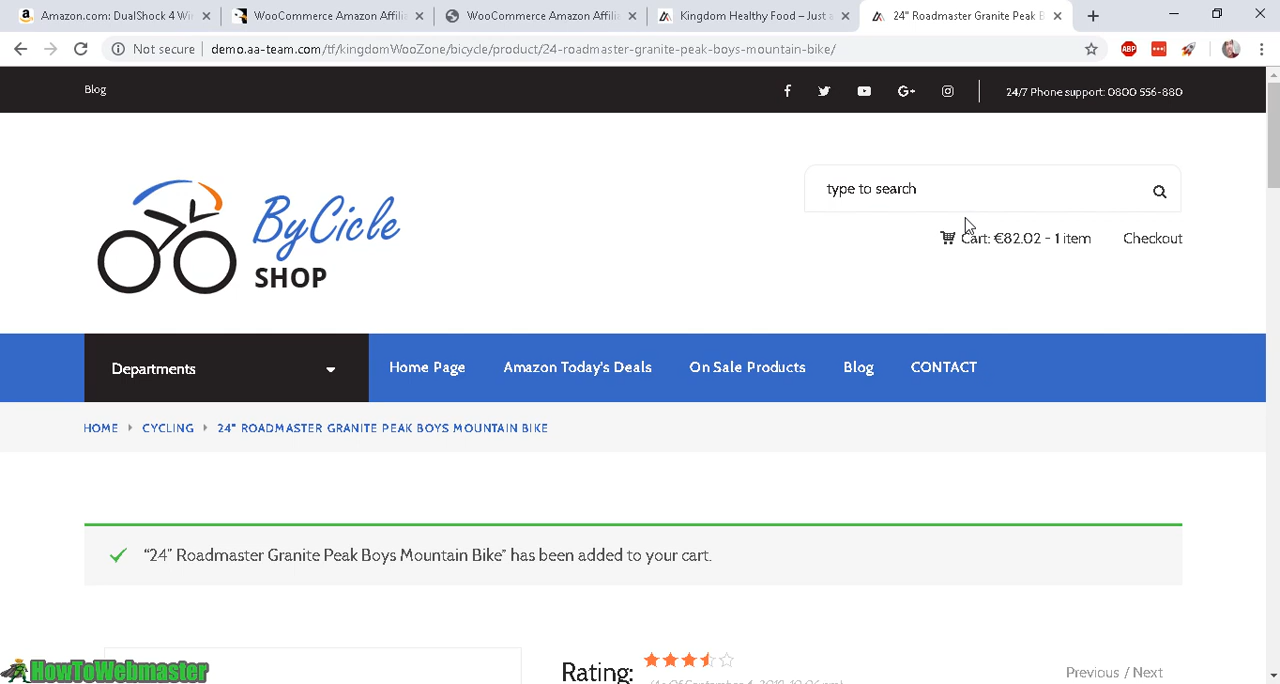 Amazon.com: DualShock 4 Wir
WooCommerce Amazon Affilia
WooCommerce Amazon Affilia
Kingdom Healthy Food – Just a
24" Roadmaster Granite Peak B
Not secure
demo.aa-team.com/tf/kingdomWooZone/bicycle/product/24-roadmaster-granite-peak-boys-mountain-bike/
ABP
Blog
24/7 Phone support: 0800 556-880
ByCicle
SHOP
type to search
Cart: €82.02 - 1 item
Checkout
Departments
Home Page
Amazon Today's Deals
On Sale Products
Blog
CONTACT
HOME
CYCLING
24" ROADMASTER GRANITE PEAK BOYS MOUNTAIN BIKE
“24" Roadmaster Granite Peak Boys Mountain Bike” has been added to your cart.
Rating:
Previous / Next
HowToWebmaster